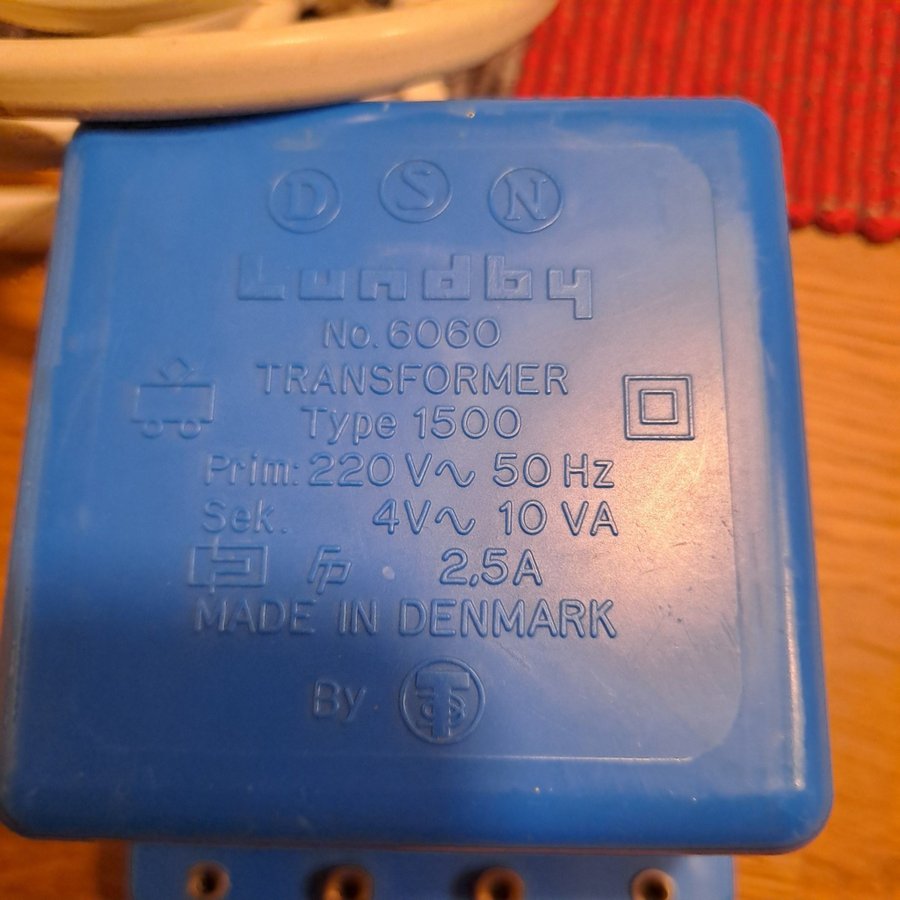 D S N
Lundby
No. 6060
TRANSFORMER
Type 1500
Prim: 220 V~ 50 Hz
Sek. 4V~ 10 VA
2,5A
MADE IN DENMARK
By